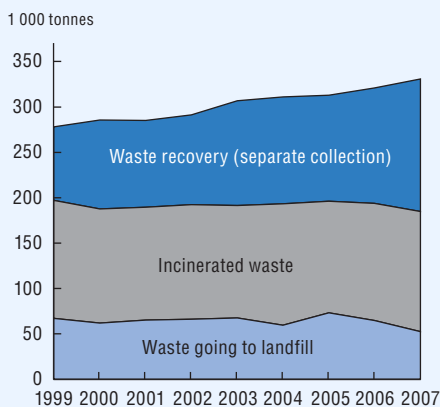 1 000 tonnes
350
300
250
200
150
100
50
0
Waste recovery (separate collection)
Incinerated waste
Waste going to landfill
1999 2000 2001 2002 2003 2004 2005 2006 2007